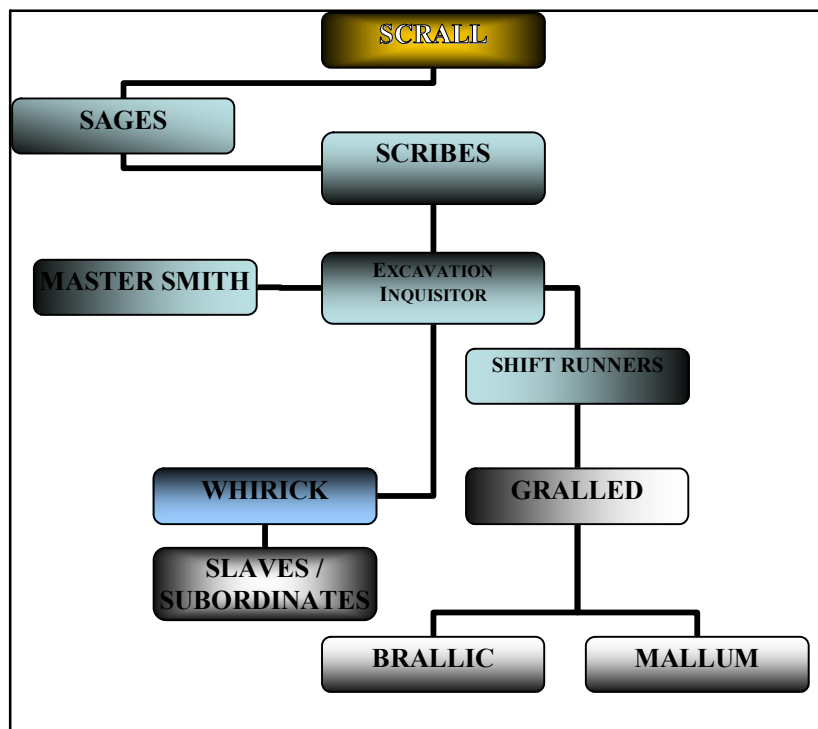 SCRALL
SAGES
SCRIBES
MASTER SMITH
EXCAVATION
INQUISITOR
SHIFT RUNNERS
WHIRICK
GRALLED
SLAVES /
SUBORDINATES
BRALLIC
MALLUM